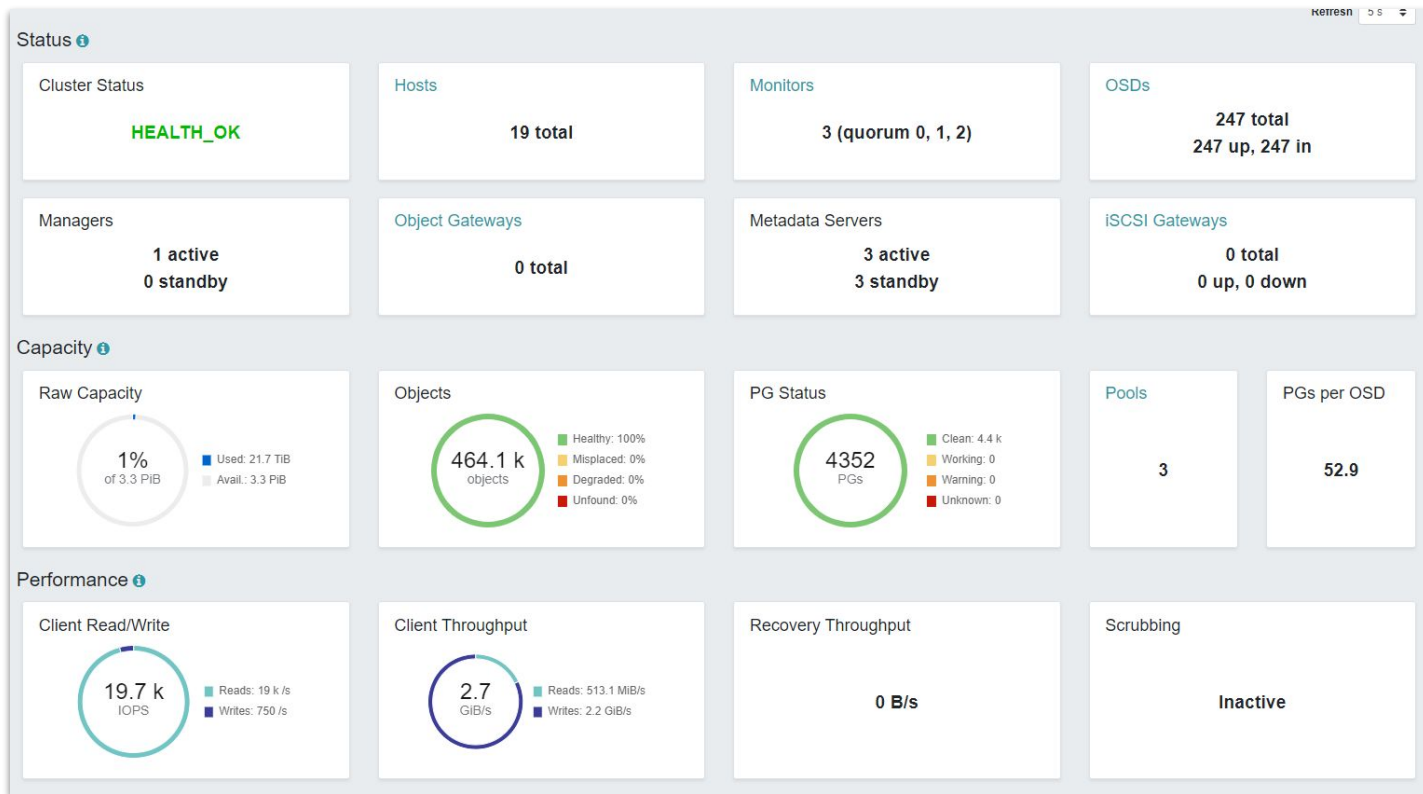 Refresh 5 s
Status
Cluster Status
HEALTH_OK
Hosts
19 total
Monitors
3 (quorum 0, 1, 2)
OSDs
247 total
247 up, 247 in
Managers
1 active
0 standby
Object Gateways
0 total
Metadata Servers
3 active
3 standby
iSCSI Gateways
0 total
0 up, 0 down
Capacity
Raw Capacity
1%
of 3.3 PiB
Used: 21.7 TiB
Avail.: 3.3 PiB
Objects
464.1 k
objects
Healthy: 100%
Misplaced: 0%
Degraded: 0%
Unfound: 0%
PG Status
4352
PGs
Clean: 4.4 k
Working: 0
Warning: 0
Unknown: 0
Pools
3
PGs per OSD
52.9
Performance
Client Read/Write
19.7 k
IOPS
Reads: 19 k /s
Writes: 750 /s
Client Throughput
2.7
GiB/s
Reads: 513.1 MiB/s
Writes: 2.2 GiB/s
Recovery Throughput
0 B/s
Scrubbing
Inactive